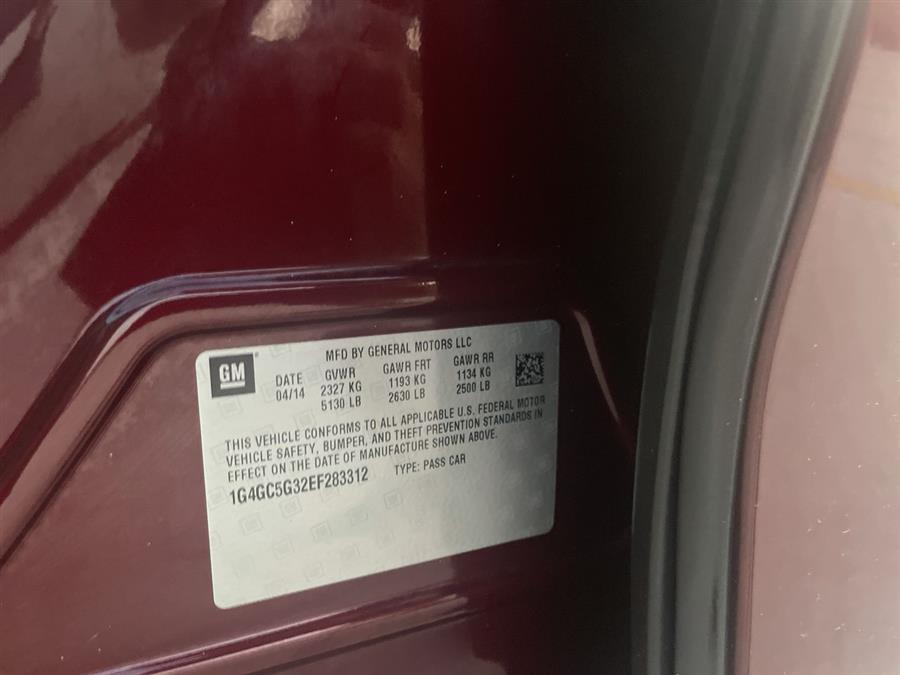 GM
MFD BY GENERAL MOTORS LLC
DATE GVWR GAWR FRT GAWR RR
04/14 2327 KG 1193 KG 1134 KG
5130 LB 2630 LB 2500 LB
THIS VEHICLE CONFORMS TO ALL APPLICABLE U.S. FEDERAL MOTOR
VEHICLE SAFETY, BUMPER, AND THEFT PREVENTION STANDARDS IN
EFFECT ON THE DATE OF MANUFACTURE SHOWN ABOVE.
1G4GC5G32EF283312 TYPE: PASS CAR